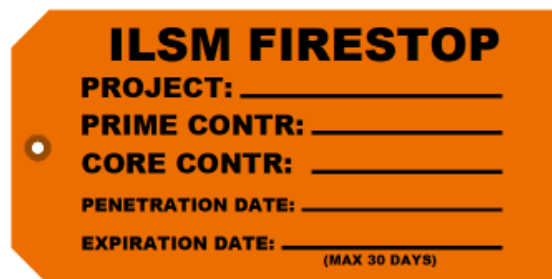 ILSM FIRESTOP
PROJECT:
PRIME CONTR:
CORE CONTR:
PENETRATION DATE:
EXPIRATION DATE:
(MAX 30 DAYS)